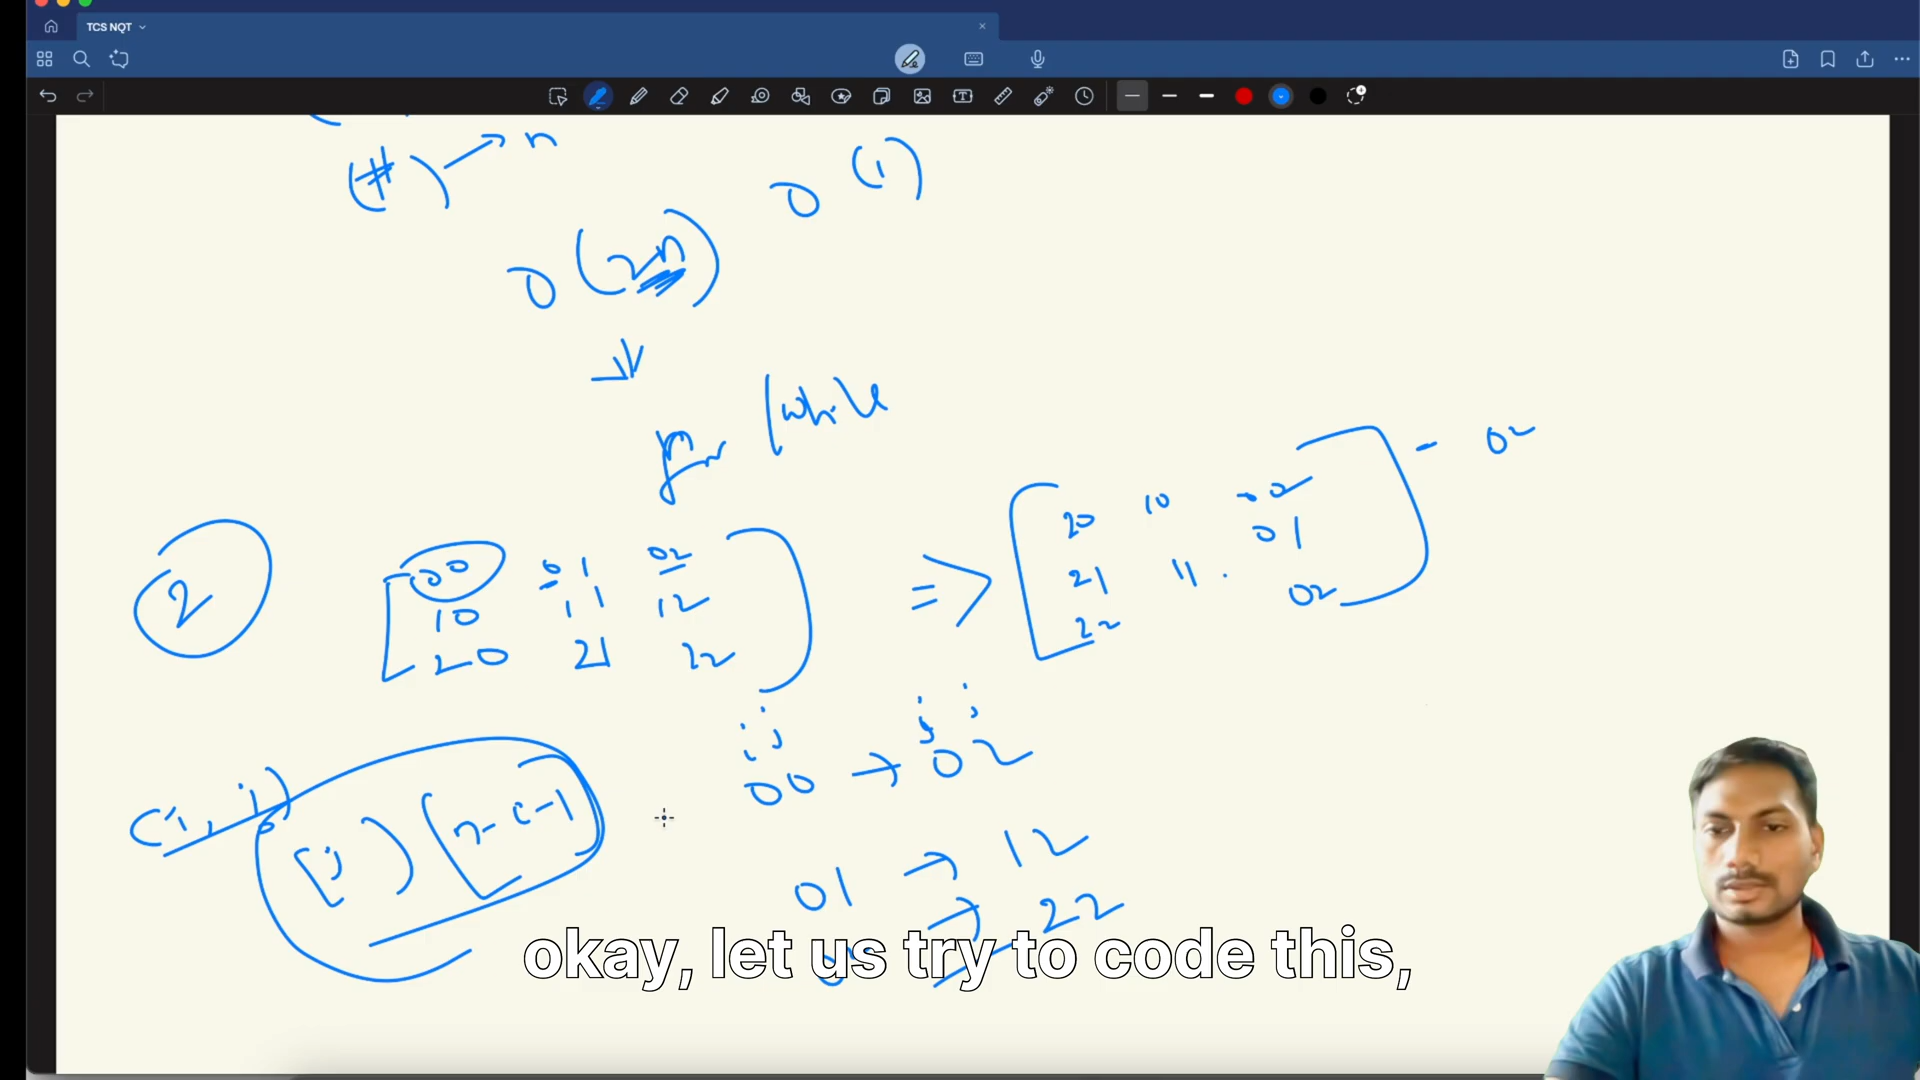 TCS NQT
(#) → n
O (1)
O (2n)
for / while
2
00 01 02
10 11 12
20 21 22
=>
20 10 00
21 11 01
22 02
- 02
i j j j
00 → 02
(i, j)
[j] [n-i-1]
01 → 12
→ 22
okay, let us try to code this,